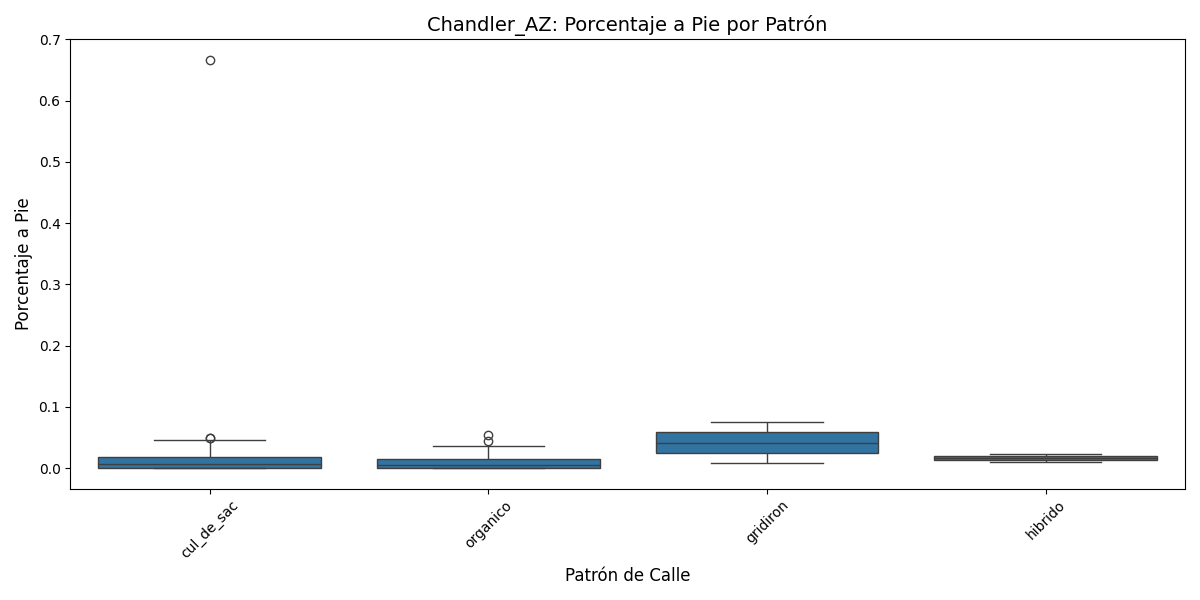 Chandler_AZ: Porcentaje a Pie por Patrón
Porcentaje a Pie
0.7
0.6
0.5
0.4
0.3
0.2
0.1
0.0
cul_de_sac
organico
gridiron
hibrido
Patrón de Calle